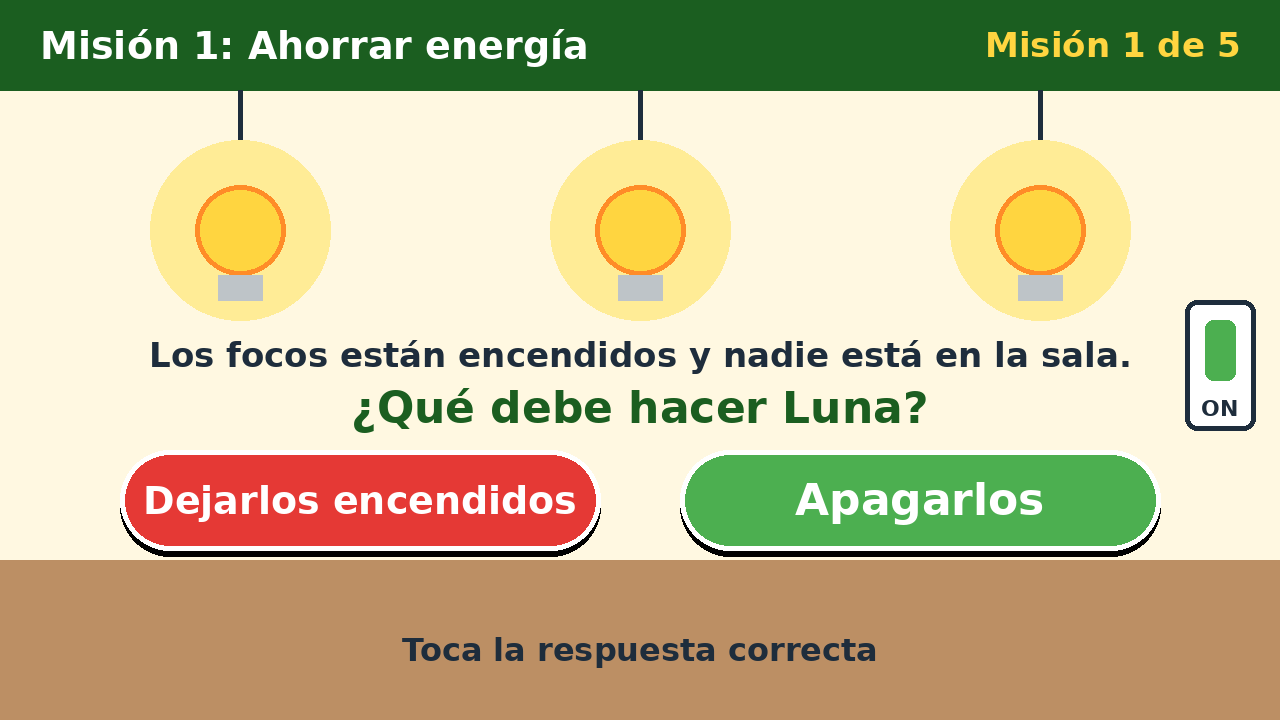 Misión 1: Ahorrar energía
Misión 1 de 5
Los focos están encendidos y nadie está en la sala.
¿Qué debe hacer Luna?
ON
Dejarlos encendidos
Apagarlos
Toca la respuesta correcta